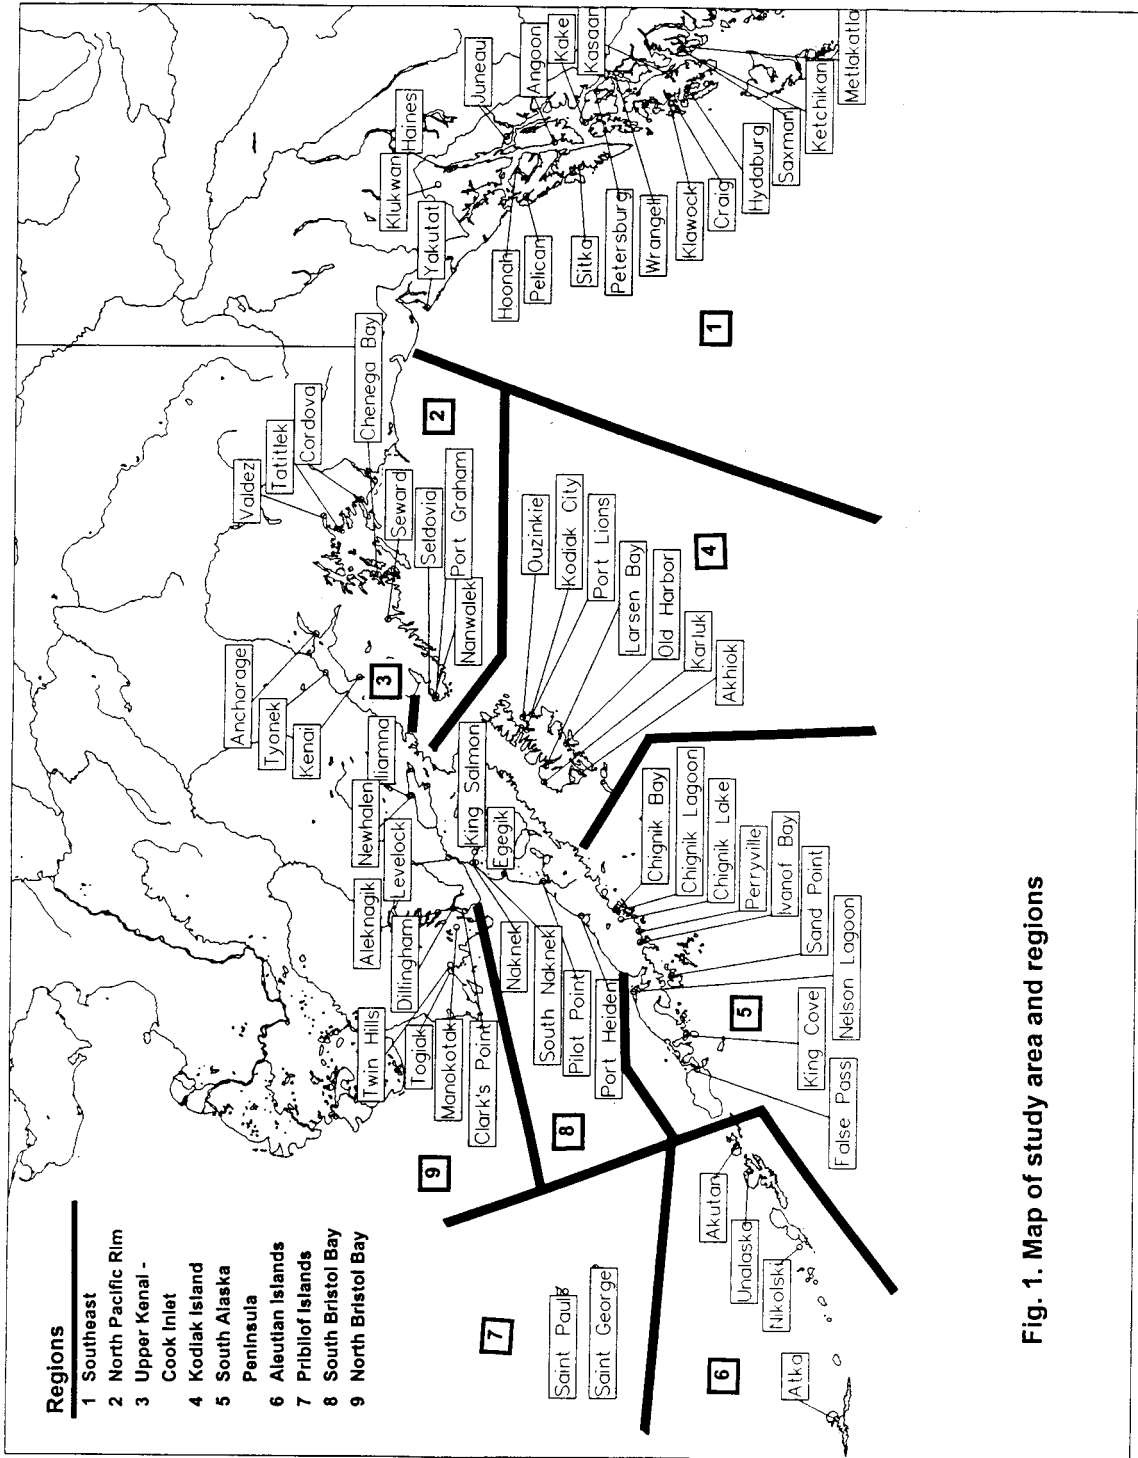 Regions
1 Southeast
2 North Pacific Rim
3 Upper Kenai -
Cook Inlet
4 Kodiak Island
5 South Alaska
Peninsula
6 Aleutian Islands
7 Pribilof Islands
8 South Bristol Bay
9 North Bristol Bay
Anchorage
Tyonek
Kenai
Valdez
Tatitlek
Cordova
Chenega Bay
Seward
Seldovia
Port Graham
Nanwalek
Klukwan
Haines
Yakutat
Juneau
Angoon
Kake
Kasaan
Hoonah
Pelican
Sitka
Petersburg
Wrangell
Klawock
Craig
Hydaburg
Saxman
Ketchikan
Metlakatla
Iliamna
Newhalen
Levelock
Aleknagik
Dillingham
Twin Hills
Togiak
Manokotak
Clark's Point
King Salmon
Egegik
Naknek
South Naknek
Pilot Point
Port Heiden
Ouzinkie
Kodiak City
Port Lions
Larsen Bay
Old Harbor
Karluk
Akhiok
Chignik Bay
Chignik Lagoon
Chignik Lake
Perryville
Ivanof Bay
Sand Point
Nelson Lagoon
King Cove
False Pass
Akutan
Unalaska
Nikolski
Atka
Saint Paul
Saint George
1
2
3
4
5
6
7
8
9
Fig. 1. Map of study area and regions